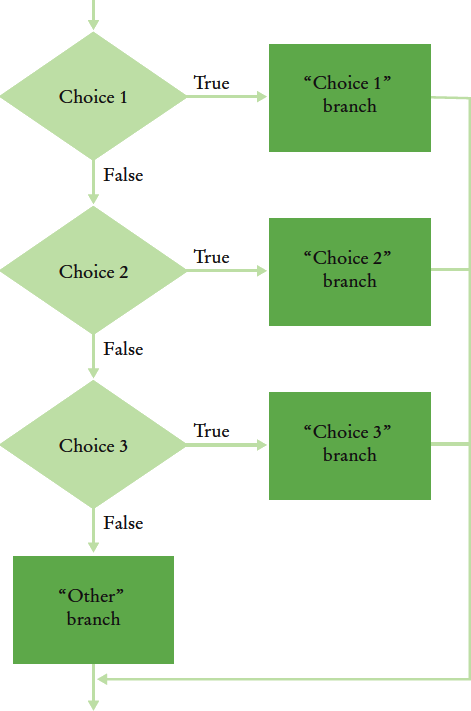 Choice 1
True
“Choice 1”
branch
False
Choice 2
True
“Choice 2”
branch
False
Choice 3
True
“Choice 3”
branch
False
“Other”
branch